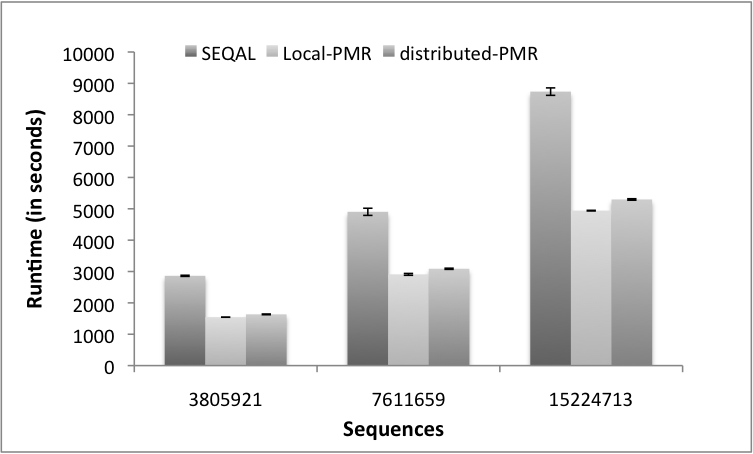 SEQAL Local-PMR distributed-PMR
10000
9000
8000
7000
6000
5000
4000
3000
2000
1000
0
Runtime (in seconds)
3805921 7611659 15224713
Sequences